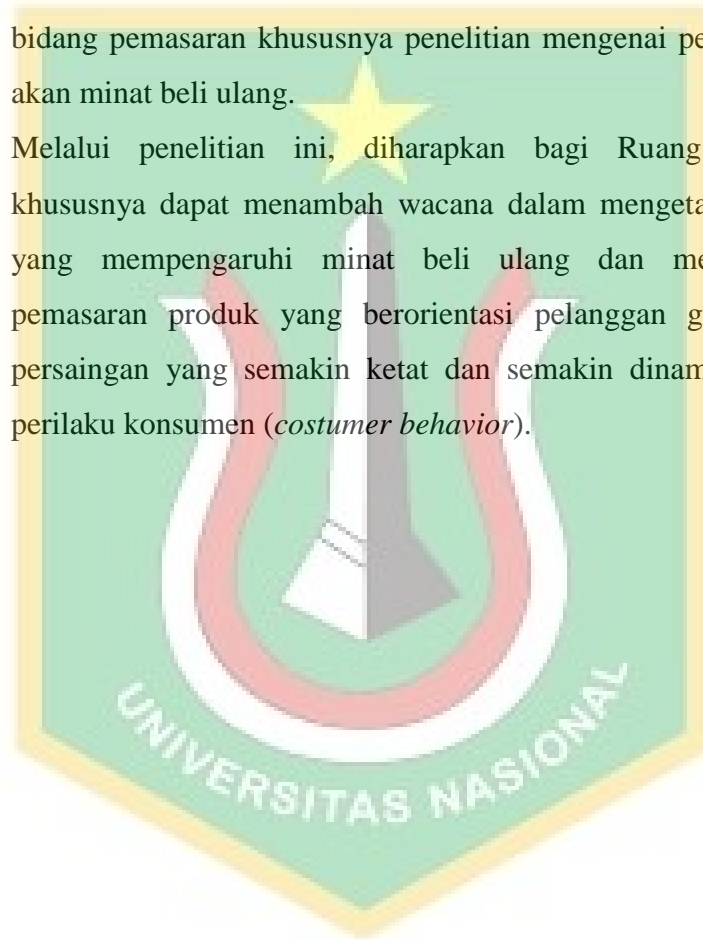 bidang pemasaran khususnya penelitian mengenai pe
akan minat beli ulang.
Melalui penelitian ini, diharapkan bagi Ruang
khususnya dapat menambah wacana dalam mengeta
yang mempengaruhi minat beli ulang dan me
pemasaran produk yang berorientasi pelanggan g
persaingan yang semakin ketat dan semakin dinam
perilaku konsumen (costumer behavior).
UNIVERSITAS NASIONAL